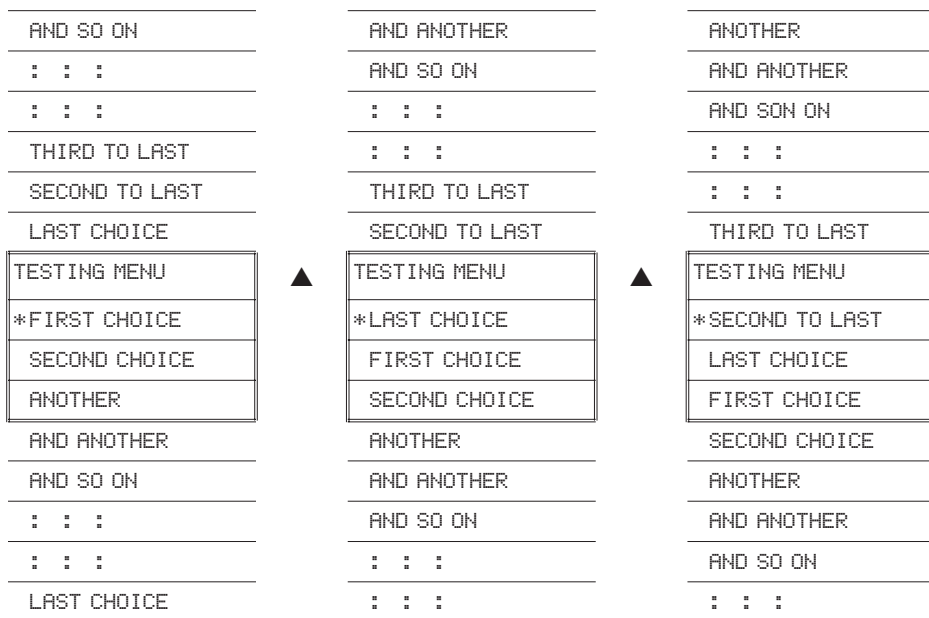 AND SO ON
: : :
: : :
THIRD TO LAST
SECOND TO LAST
LAST CHOICE
TESTING MENU
*FIRST CHOICE
SECOND CHOICE
ANOTHER
AND ANOTHER
AND SO ON
: : :
: : :
LAST CHOICE
▲
AND ANOTHER
AND SO ON
: : :
: : :
THIRD TO LAST
SECOND TO LAST
TESTING MENU
*LAST CHOICE
FIRST CHOICE
SECOND CHOICE
ANOTHER
AND ANOTHER
AND SO ON
: : :
: : :
▲
ANOTHER
AND ANOTHER
AND SON ON
: : :
: : :
THIRD TO LAST
TESTING MENU
*SECOND TO LAST
LAST CHOICE
FIRST CHOICE
SECOND CHOICE
ANOTHER
AND ANOTHER
AND SO ON
: : :